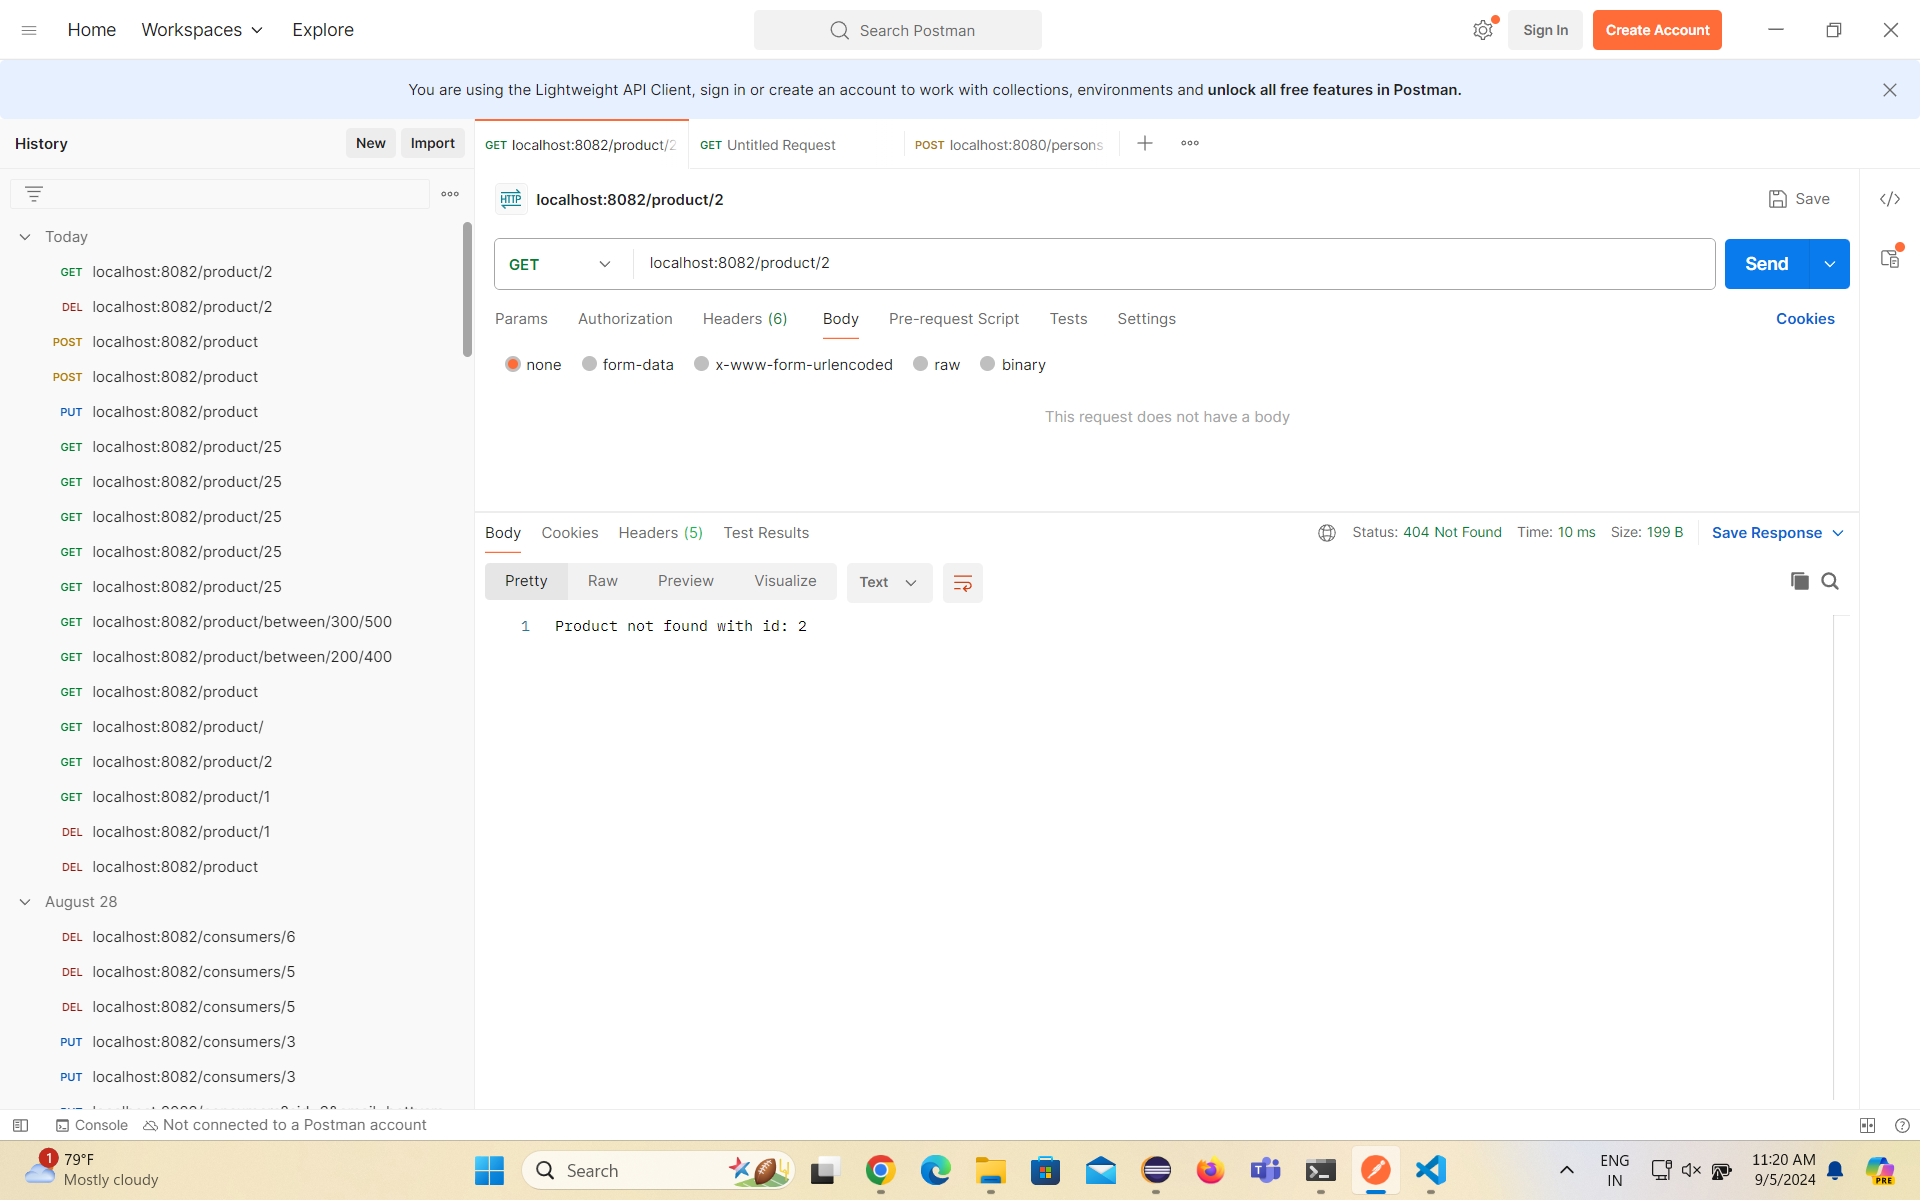 Home Workspaces Explore Search Postman Sign In Create Account
You are using the Lightweight API Client, sign in or create an account to work with collections, environments and unlock all free features in Postman.
History New Import
GET localhost:8082/product/2 GET Untitled Request POST localhost:8080/persons
HTTP localhost:8082/product/2 Save
GET localhost:8082/product/2 Send
Params Authorization Headers (6) Body Pre-request Script Tests Settings Cookies
none form-data x-www-form-urlencoded raw binary
This request does not have a body
Body Cookies Headers (5) Test Results Status: 404 Not Found Time: 10 ms Size: 199 B Save Response
Pretty Raw Preview Visualize Text
1 Product not found with id: 2
Today
GET localhost:8082/product/2
DEL localhost:8082/product/2
POST localhost:8082/product
POST localhost:8082/product
PUT localhost:8082/product
GET localhost:8082/product/25
GET localhost:8082/product/25
GET localhost:8082/product/25
GET localhost:8082/product/25
GET localhost:8082/product/25
GET localhost:8082/product/between/300/500
GET localhost:8082/product/between/200/400
GET localhost:8082/product
GET localhost:8082/product/
GET localhost:8082/product/2
GET localhost:8082/product/1
DEL localhost:8082/product/1
DEL localhost:8082/product
August 28
DEL localhost:8082/consumers/6
DEL localhost:8082/consumers/5
DEL localhost:8082/consumers/5
PUT localhost:8082/consumers/3
PUT localhost:8082/consumers/3
Console Not connected to a Postman account
1 79°F
Mostly cloudy
Search
ENG
IN
11:20 AM
9/5/2024
PRE